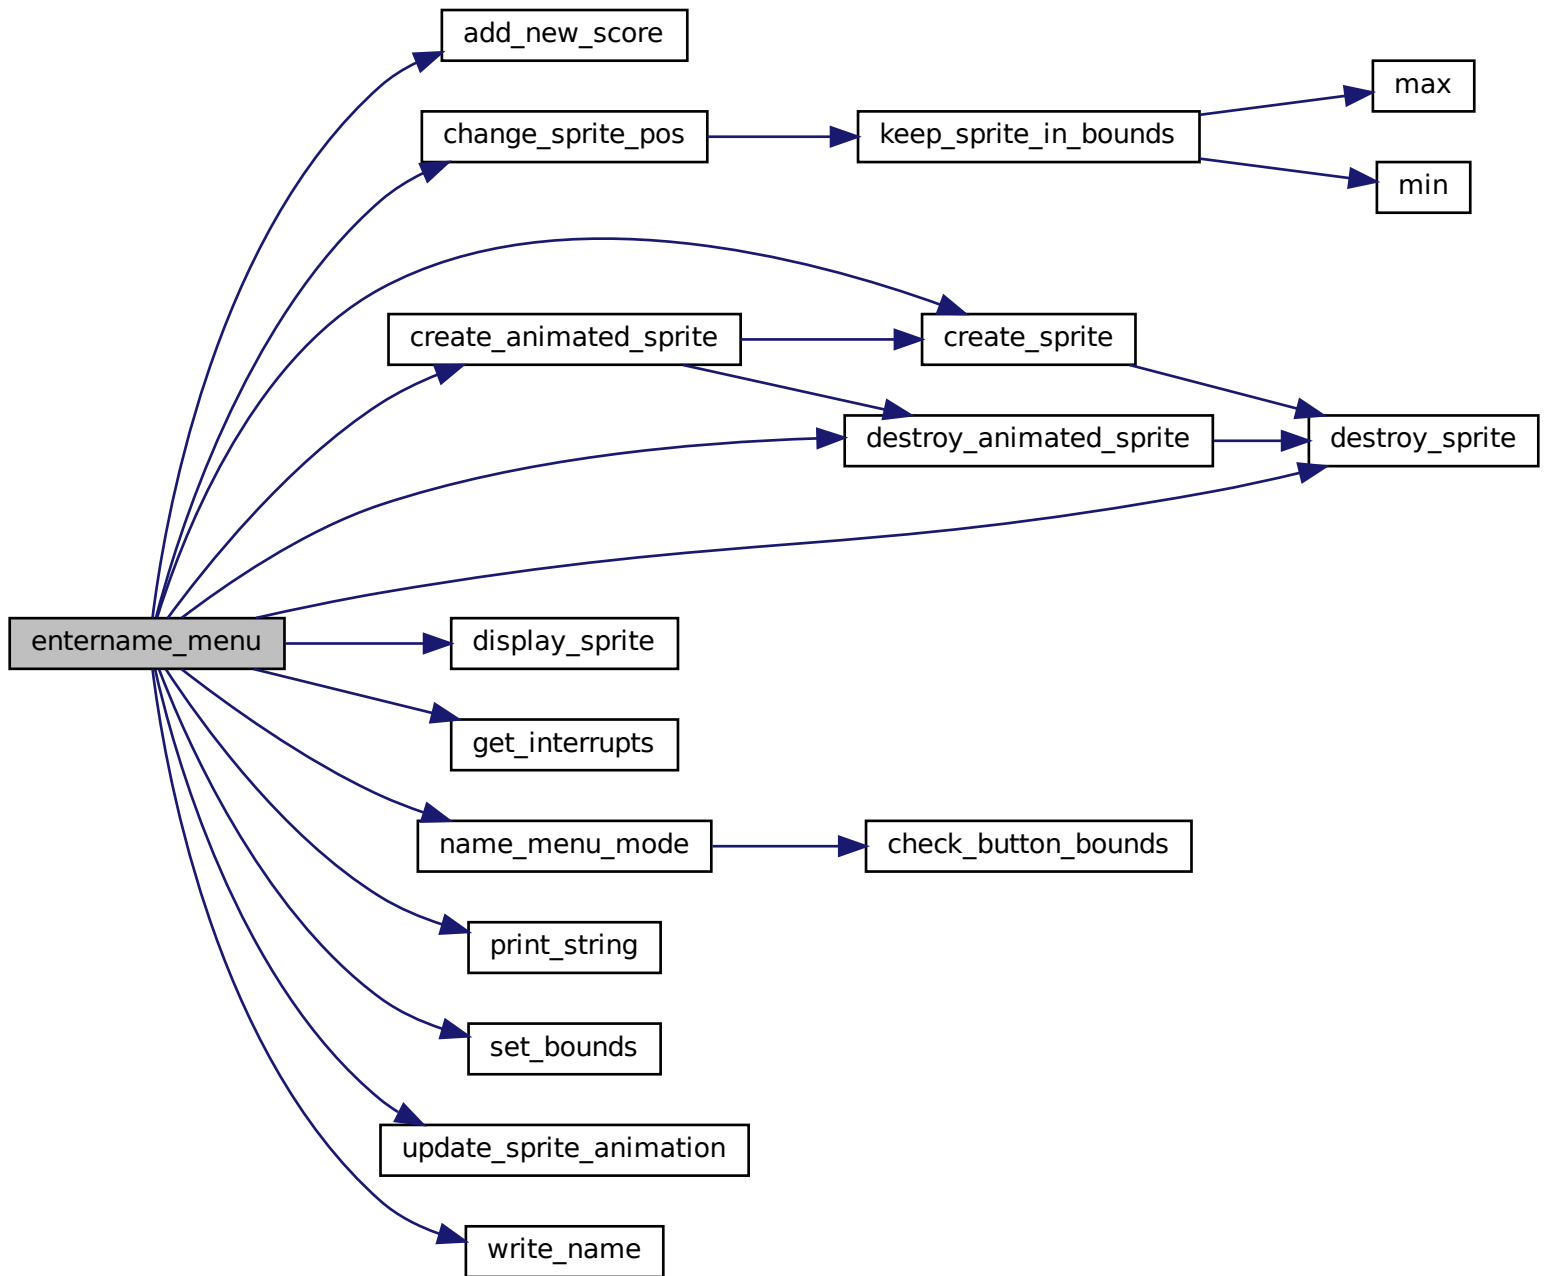 add_new_score
max
change_sprite_pos
keep_sprite_in_bounds
min
create_animated_sprite
create_sprite
destroy_animated_sprite
destroy_sprite
entername_menu
display_sprite
get_interrupts
name_menu_mode
check_button_bounds
print_string
set_bounds
update_sprite_animation
write_name